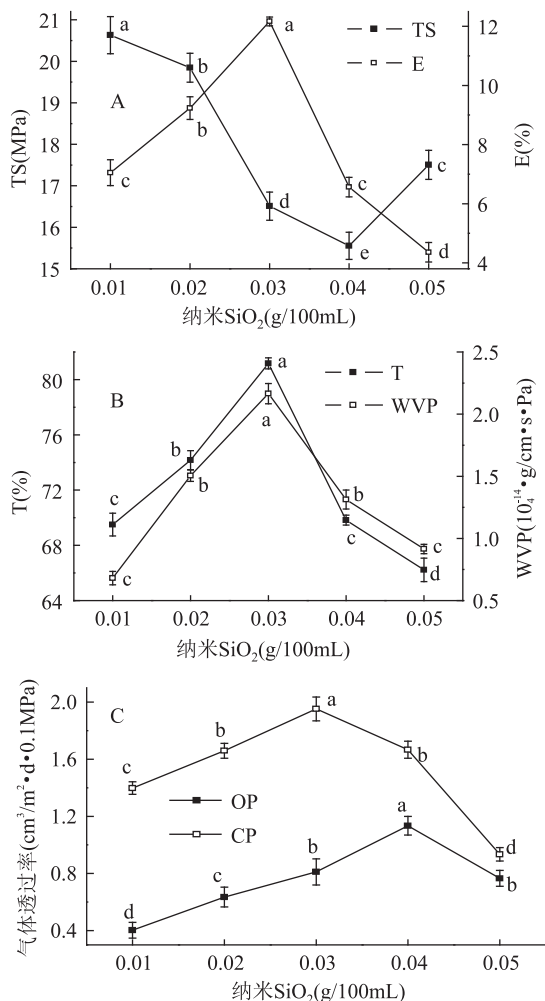 21
20
19
18
17
16
15
TS(MPa)
A
a
b
d
e
c
c
b
a
c
d
TS
E
12
10
8
6
4
E(%)
0.01 0.02 0.03 0.04 0.05
纳米SiO₂(g/100mL)
80
76
72
68
64
T(%)
B
c
b
a
c
d
c
b
a
b
c
T
WVP
2.5
2.0
1.5
1.0
0.5
WVP(10₄⁻¹⁴•g/cm•s•Pa)
0.01 0.02 0.03 0.04 0.05
纳米SiO₂(g/100mL)
2.0
1.6
1.2
0.8
0.4
气体透过率(cm³/m²•d•0.1MPa)
C
c
b
a
b
d
OP
CP
d
c
b
a
b
0.01 0.02 0.03 0.04 0.05
纳米SiO₂(g/100mL)